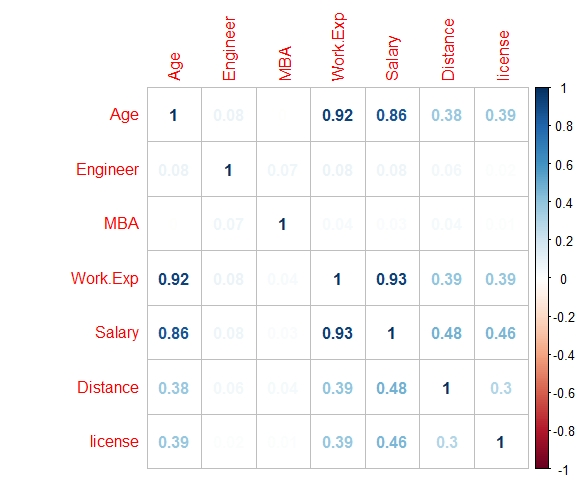 Age Engineer MBA Work.Exp Salary Distance license
Age 1 0.08 0.92 0.86 0.38 0.39 1
Engineer 0.08 1 0.07 0.08 0.08 0.06 0.8
MBA 0.07 1 0.04 0.03 0.04 0.6
0.4
0.2
Work.Exp 0.92 0.08 0.04 1 0.93 0.39 0.39 0
Salary 0.86 0.08 0.03 0.93 1 0.48 0.46 -0.2
-0.4
Distance 0.38 0.06 0.04 0.39 0.48 1 0.3 -0.6
license 0.39 0.39 0.46 0.3 1 -0.8
-1